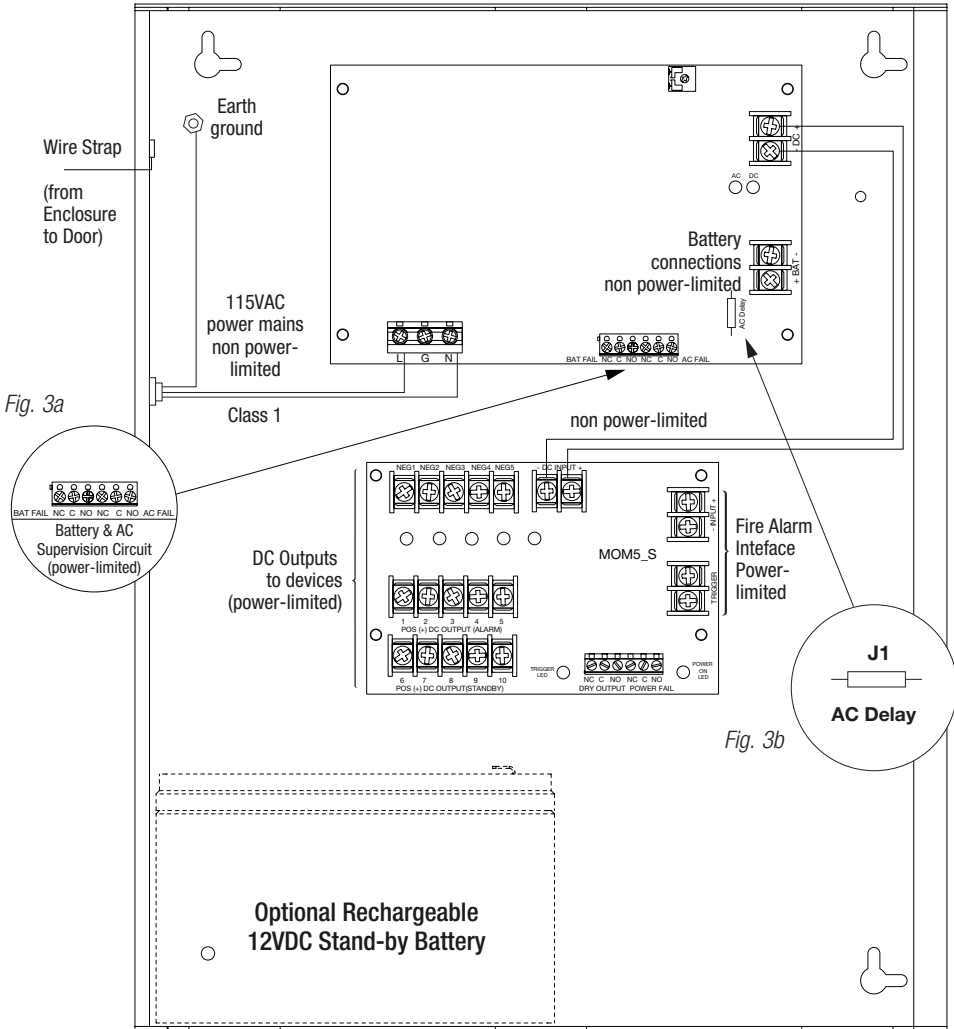 Earth
ground
Wire Strap
(from
Enclosure
to Door)
- DC +
AC DC
Battery
connections
non power-limited
+ BAT -
AC Delay
115VAC
power mains
non power-
limited
L G N
BAT FAIL NC C NO NC C NO AC FAIL
Class 1
Fig. 3a
BAT FAIL NC C NO NC C NO AC FAIL
Battery & AC
Supervision Circuit
(power-limited)
non power-limited
NEG1 NEG2 NEG3 NEG4 NEG5
- DC INPUT +
- INPUT +
MOM5_S
TRIGGER
Fire Alarm
Inteface
Power-
limited
DC Outputs
to devices
(power-limited)
1 2 3 4 5
POS (+) DC OUTPUT (ALARM)
6 7 8 9 10
POS (+) DC OUTPUT(STANDBY)
TRIGGER
LED
NC C NO NC C NO
DRY OUTPUT POWER FAIL
POWER
ON
LED
J1
AC Delay
Fig. 3b
Optional Rechargeable
12VDC Stand-by Battery